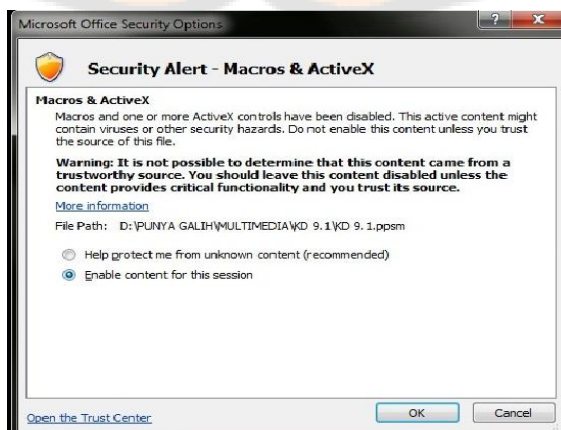 Microsoft Office Security Options
Security Alert - Macros & ActiveX
Macros & ActiveX
Macros and one or more ActiveX controls have been disabled. This active content might
contain viruses or other security hazards. Do not enable this content unless you trust
the source of this file.
Warning: It is not possible to determine that this content came from a
trustworthy source. You should leave this content disabled unless the
content provides critical functionality and you trust its source.
More information
File Path: D:\PUNYA GALIH\MULTIMEDIA\KD 9.1\KD 9. 1.ppsm
Help protect me from unknown content (recommended)
Enable content for this session
Open the Trust Center
OK
Cancel